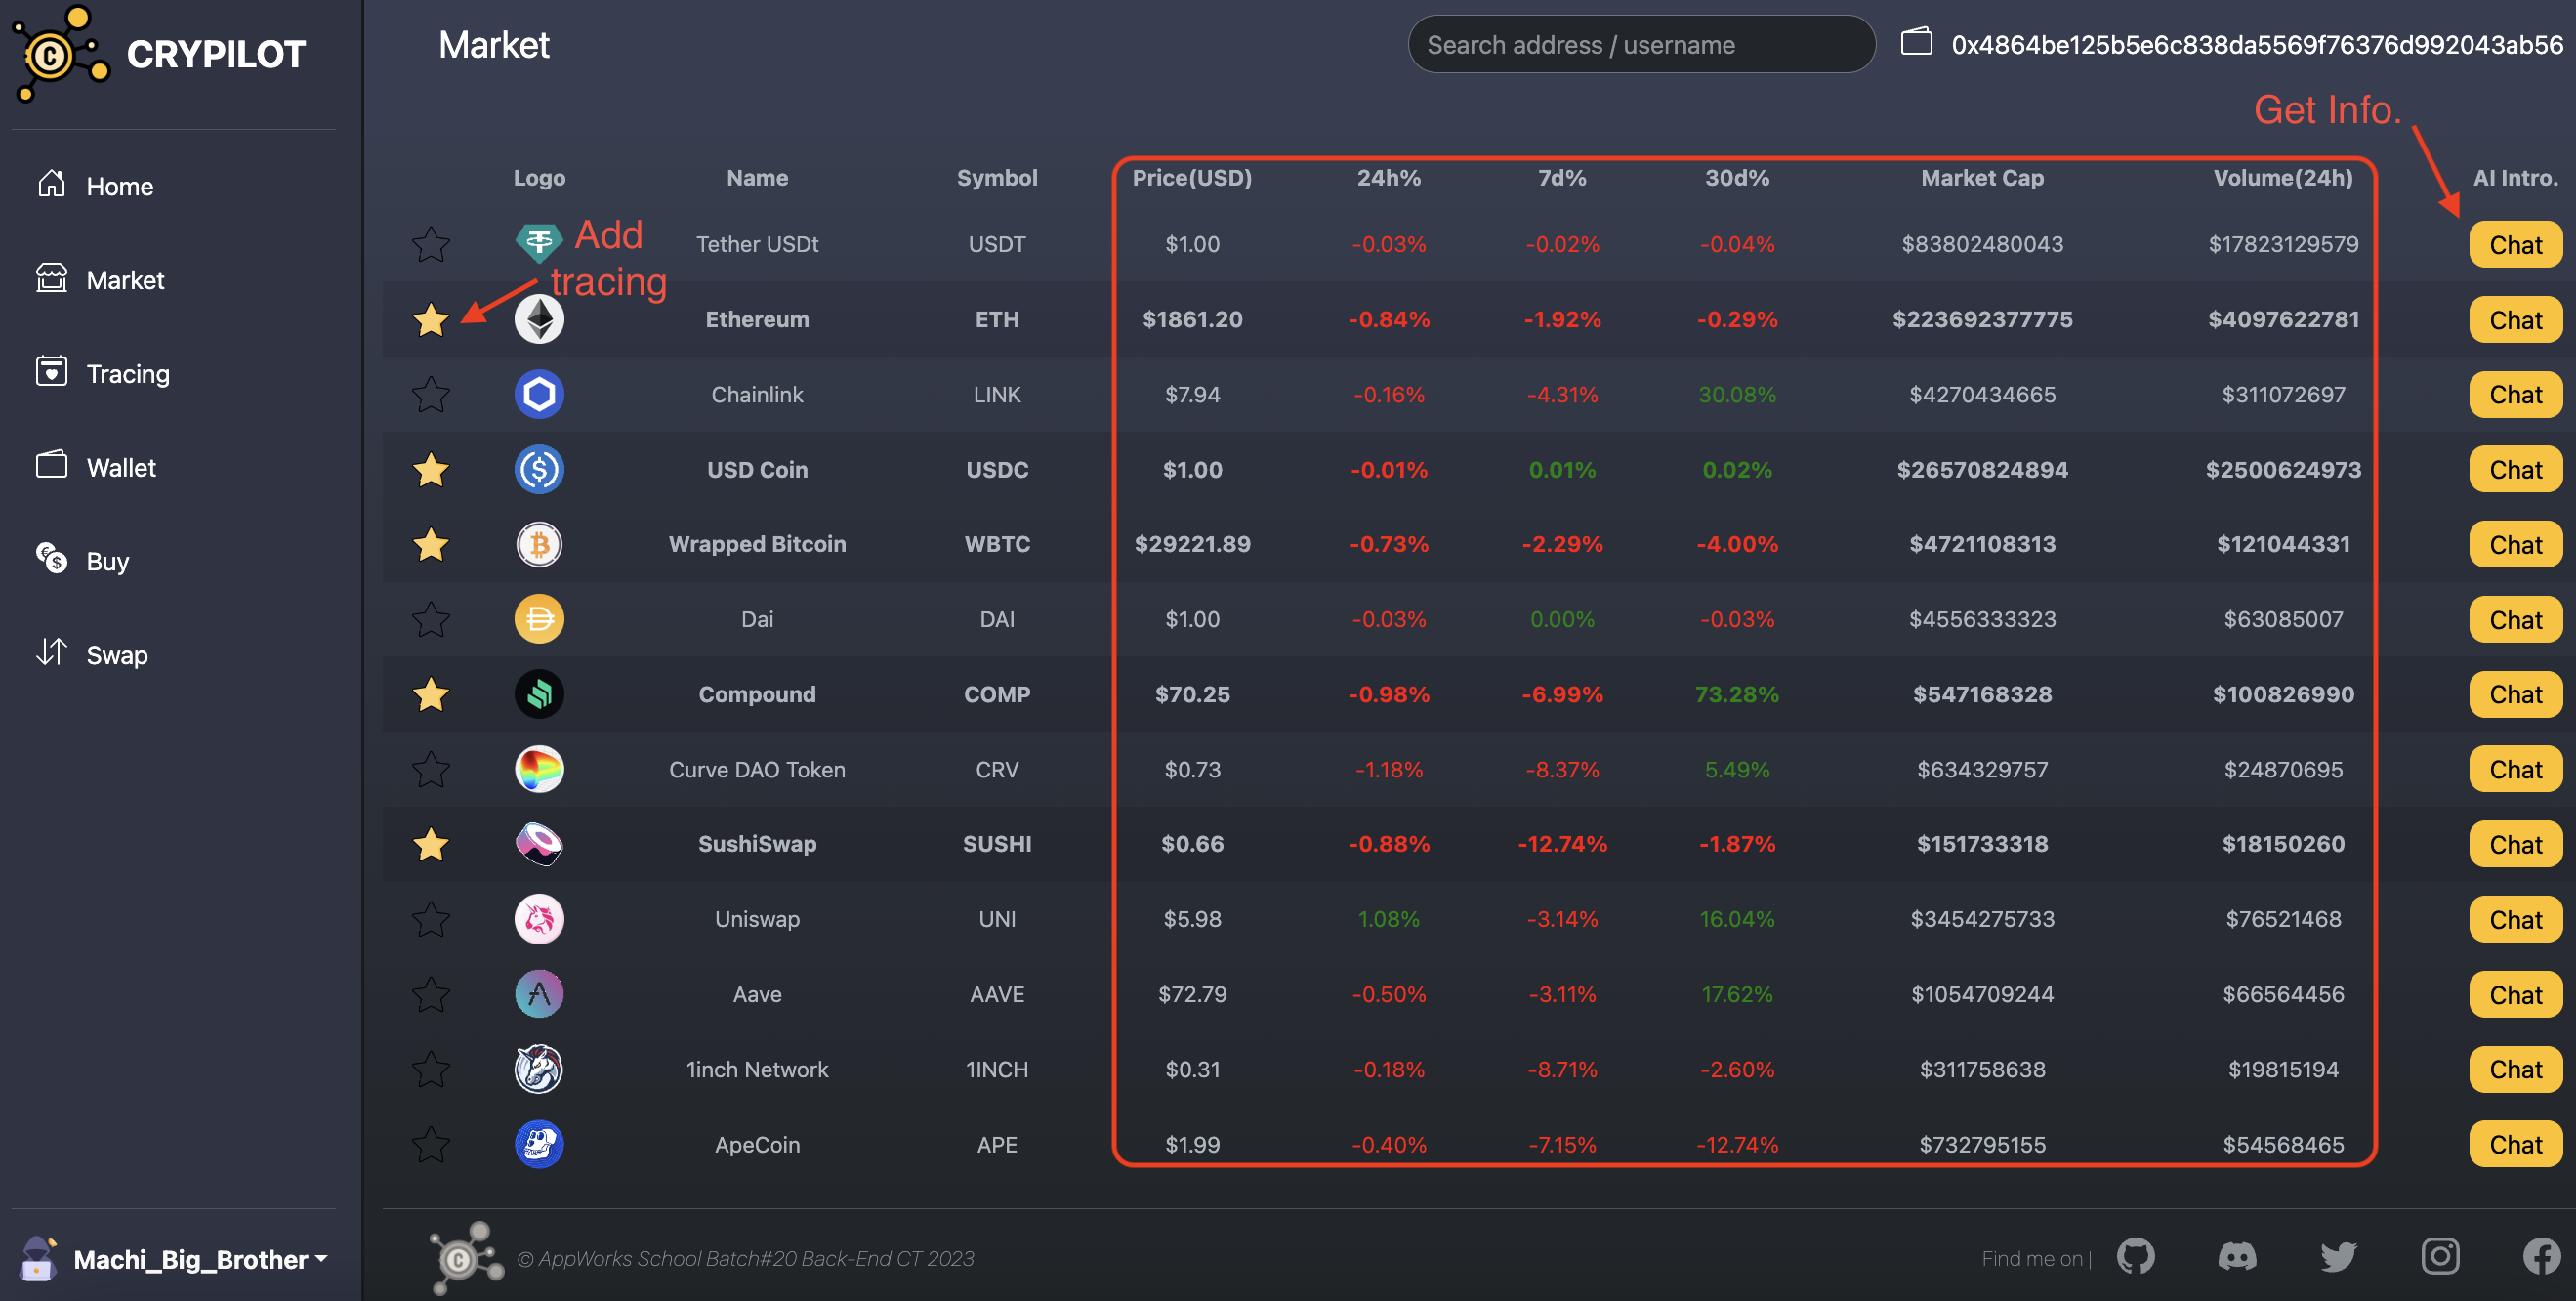 CRYPILOT
Market
Search address / username
0x4864be125b5e6c838da5569f76376d992043ab56
Get Info.
Home
Market
Tracing
Wallet
Buy
Swap
Logo Name Symbol Price(USD) 24h% 7d% 30d% Market Cap Volume(24h) AI Intro.
Add
tracing
Tether USDt USDT $1.00 -0.03% -0.02% -0.04% $83802480043 $17823129579 Chat
Ethereum ETH $1861.20 -0.84% -1.92% -0.29% $223692377775 $4097622781 Chat
Chainlink LINK $7.94 -0.16% -4.31% 30.08% $4270434665 $311072697 Chat
USD Coin USDC $1.00 -0.01% 0.01% 0.02% $26570824894 $2500624973 Chat
Wrapped Bitcoin WBTC $29221.89 -0.73% -2.29% -4.00% $4721108313 $121044331 Chat
Dai DAI $1.00 -0.03% 0.00% -0.03% $4556333323 $63085007 Chat
Compound COMP $70.25 -0.98% -6.99% 73.28% $547168328 $100826990 Chat
Curve DAO Token CRV $0.73 -1.18% -8.37% 5.49% $634329757 $24870695 Chat
SushiSwap SUSHI $0.66 -0.88% -12.74% -1.87% $151733318 $18150260 Chat
Uniswap UNI $5.98 1.08% -3.14% 16.04% $3454275733 $76521468 Chat
Aave AAVE $72.79 -0.50% -3.11% 17.62% $1054709244 $66564456 Chat
1inch Network 1INCH $0.31 -0.18% -8.71% -2.60% $311758638 $19815194 Chat
ApeCoin APE $1.99 -0.40% -7.15% -12.74% $732795155 $54568465 Chat
Machi_Big_Brother
© AppWorks School Batch#20 Back-End CT 2023
Find me on |